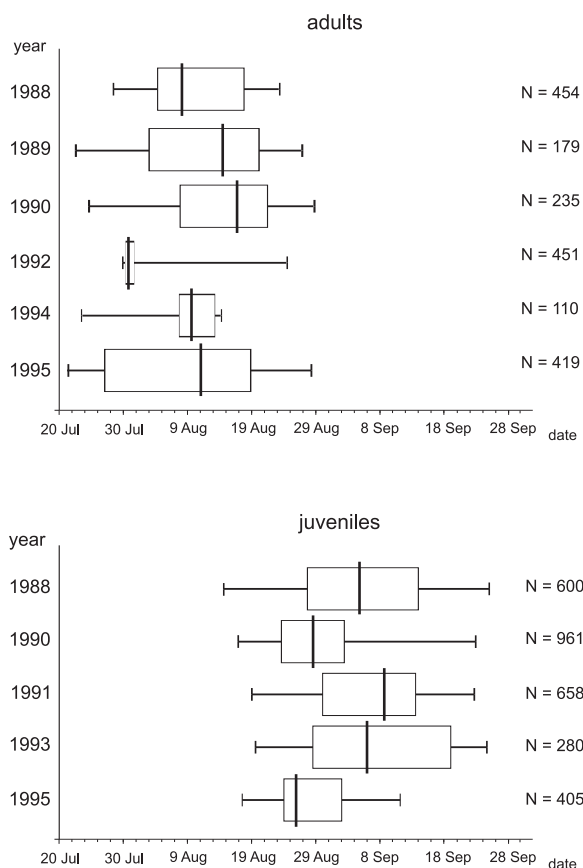 adults
year
1988 N = 454
1989 N = 179
1990 N = 235
1992 N = 451
1994 N = 110
1995 N = 419
20 Jul 30 Jul 9 Aug 19 Aug 29 Aug 8 Sep 18 Sep 28 Sep date
juveniles
year
1988 N = 600
1990 N = 961
1991 N = 658
1993 N = 280
1995 N = 405
20 Jul 30 Jul 9 Aug 19 Aug 29 Aug 8 Sep 18 Sep 28 Sep date